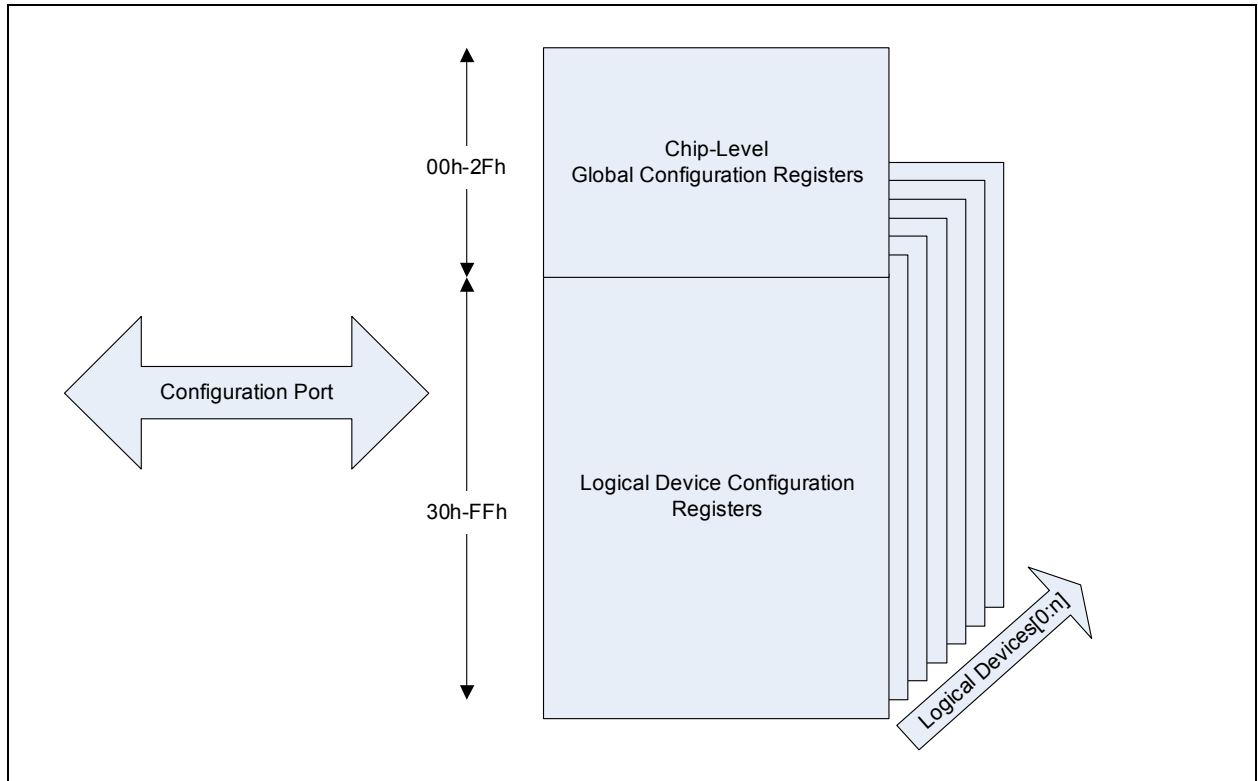 Chip-Level
Global Configuration Registers
00h-2Fh
Configuration Port
Logical Device Configuration
Registers
30h-FFh
Logical Devices[0:n]